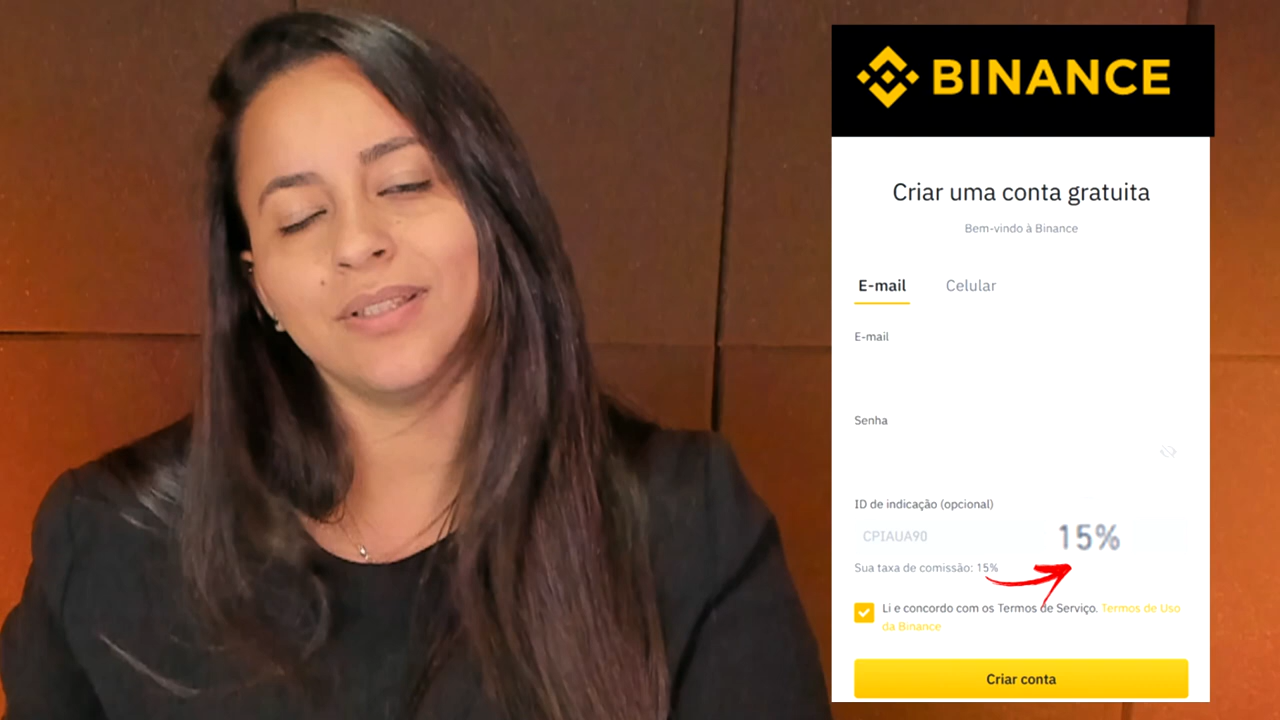 BINANCE
Criar uma conta gratuita
Bem-vindo à Binance
E-mail Celular
E-mail
Senha
ID de indicação (opcional)
CPIAUA90 15%
Sua taxa de comissão: 15%
Li e concordo com os Termos de Serviço. Termos de Uso
da Binance
Criar conta